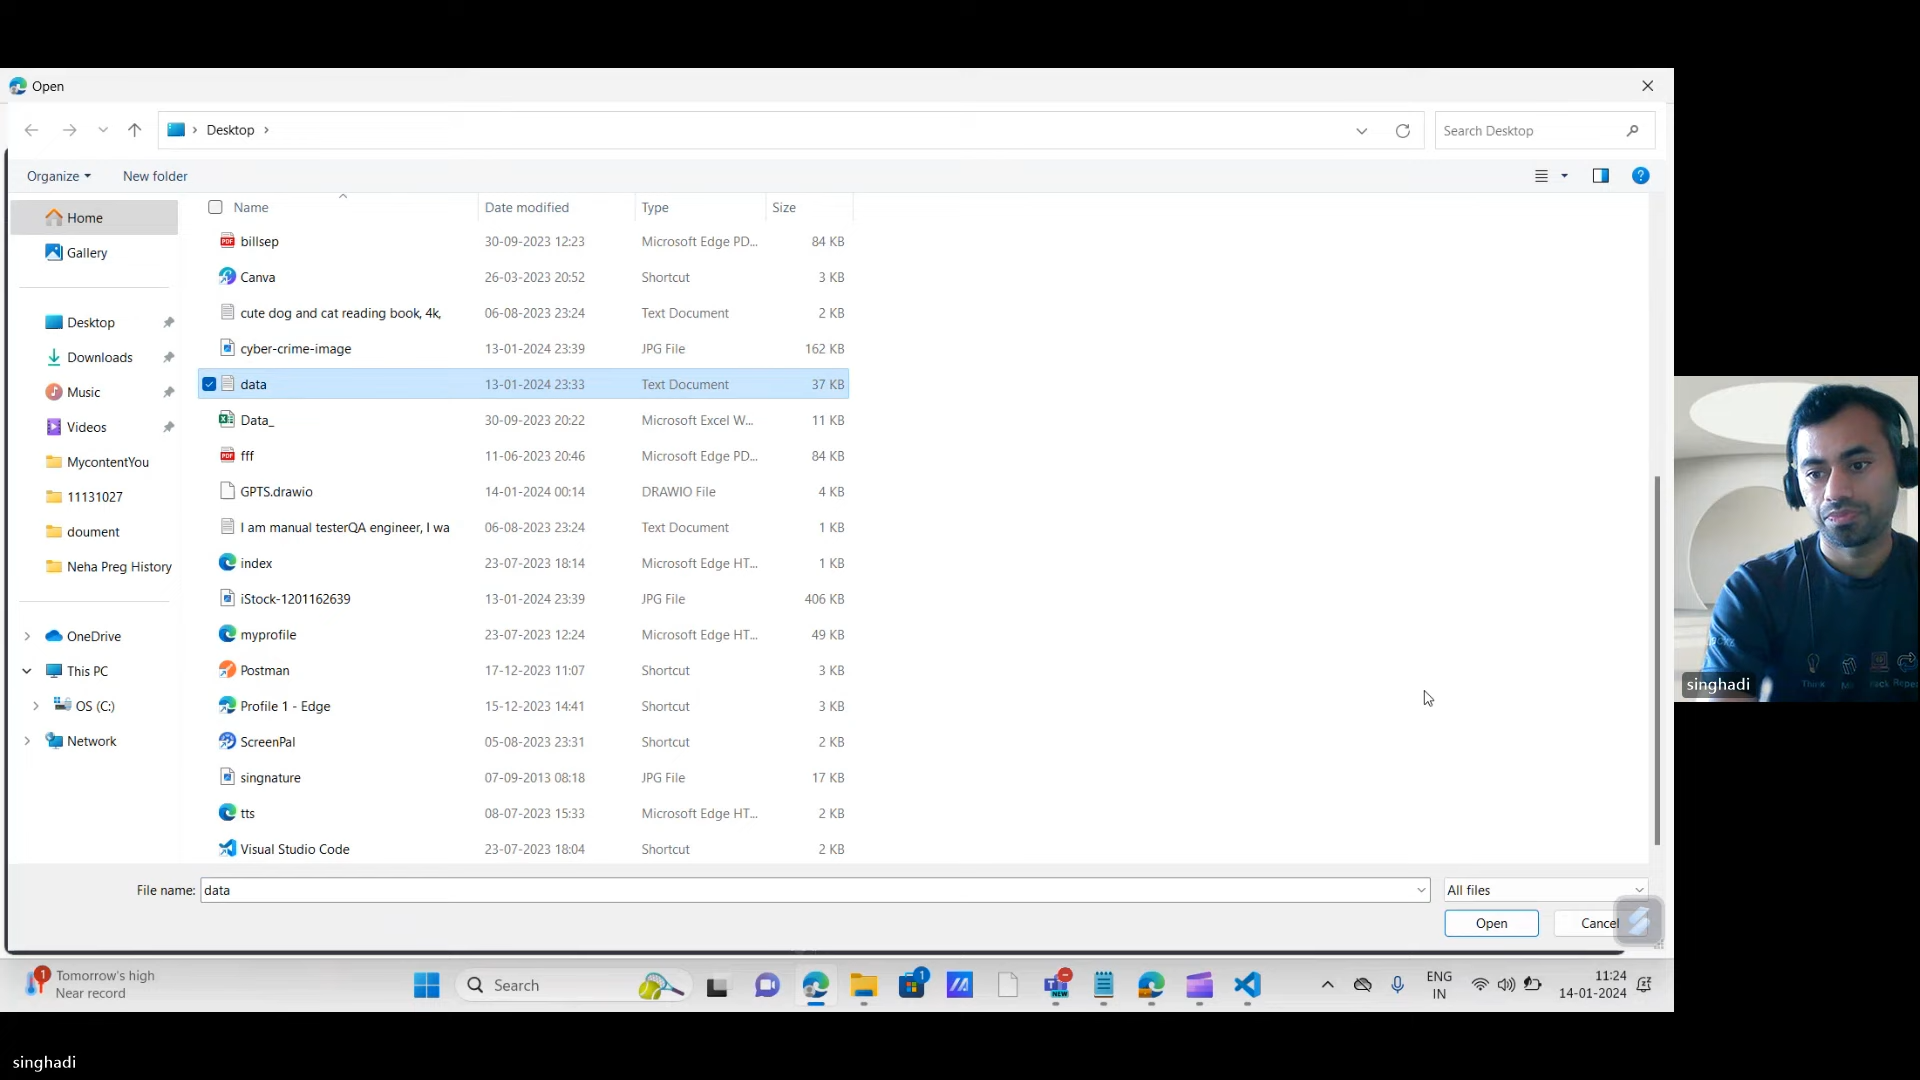 Open
Desktop
Search Desktop
Organize
New folder
Name
Date modified
Type
Size
Home
Gallery
Desktop
Downloads
Music
Videos
MycontentYou
11131027
doument
Neha Preg History
OneDrive
This PC
OS (C:)
Network
billsep 30-09-2023 12:23 Microsoft Edge PD... 84 KB
Canva 26-03-2023 20:52 Shortcut 3 KB
cute dog and cat reading book, 4k, 06-08-2023 23:24 Text Document 2 KB
cyber-crime-image 13-01-2024 23:39 JPG File 162 KB
data 13-01-2024 23:33 Text Document 37 KB
Data_ 30-09-2023 20:22 Microsoft Excel W... 11 KB
fff 11-06-2023 20:46 Microsoft Edge PD... 84 KB
GPTS.drawio 14-01-2024 00:14 DRAWIO File 4 KB
I am manual testerQA engineer, I wa 06-08-2023 23:24 Text Document 1 KB
index 23-07-2023 18:14 Microsoft Edge HT... 1 KB
iStock-1201162639 13-01-2024 23:39 JPG File 406 KB
myprofile 23-07-2023 12:24 Microsoft Edge HT... 49 KB
Postman 17-12-2023 11:07 Shortcut 3 KB
Profile 1 - Edge 15-12-2023 14:41 Shortcut 3 KB
ScreenPal 05-08-2023 23:31 Shortcut 2 KB
singnature 07-09-2013 08:18 JPG File 17 KB
tts 08-07-2023 15:33 Microsoft Edge HT... 2 KB
Visual Studio Code 23-07-2023 18:04 Shortcut 2 KB
File name: data
All files
Open
Cancel
singhadi
1
Tomorrow's high
Near record
Search
1
NEW
ENG
IN
11:24
14-01-2024
singhadi